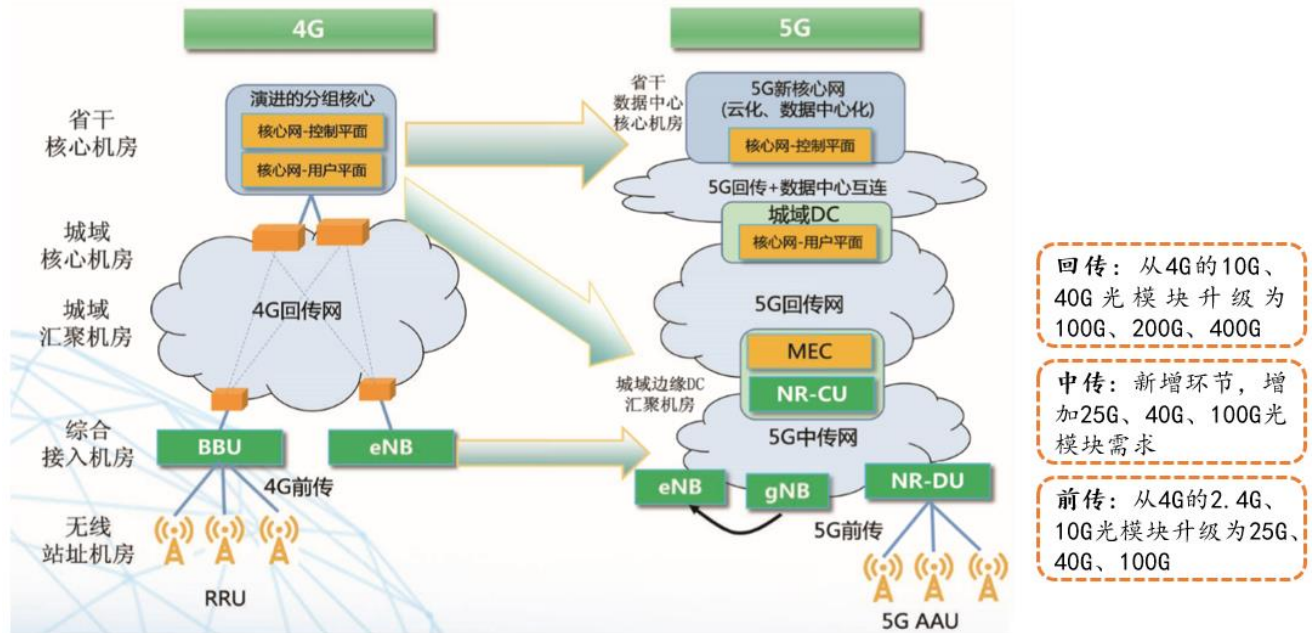 4G
5G
省干
核心机房
城域
核心机房
城域
汇聚机房
综合
接入机房
无线
站址机房
演进的分组核心
核心网-控制平面
核心网-用户平面
4G回传网
BBU
eNB
4G前传
RRU
省干
数据中心
核心机房
5G新核心网
(云化、数据中心化)
核心网-控制平面
5G回传+数据中心互连
城域DC
核心网-用户平面
5G回传网
城域边缘DC
汇聚机房
MEC
NR-CU
5G中传网
eNB
gNB
NR-DU
5G前传
5G AAU
回传：从4G的10G、
40G光模块升级为
100G、200G、400G
中传：新增环节，增
加25G、40G、100G光
模块需求
前传：从4G的2.4G、
10G光模块升级为25G、
40G、100G